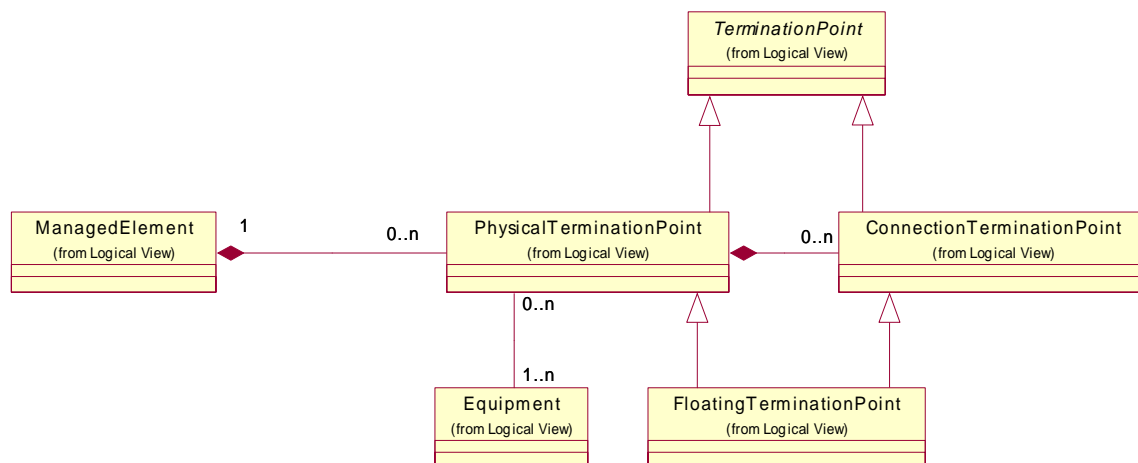 TerminationPoint
(from Logical View)
ManagedElement
(from Logical View)
1
0..n
PhysicalTerminationPoint
(from Logical View)
0..n
ConnectionTerminationPoint
(from Logical View)
0..n
1..n
Equipment
(from Logical View)
FloatingTerminationPoint
(from Logical View)